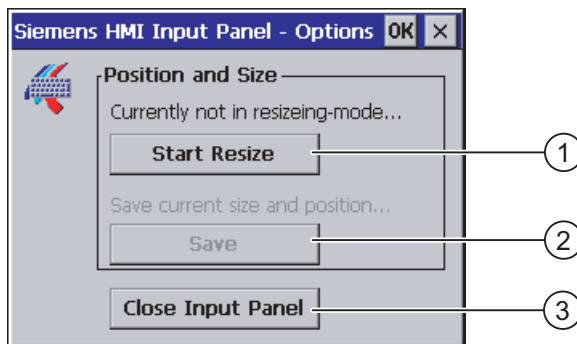 Siemens HMI Input Panel - Options OK ×
Position and Size
Currently not in resizeing-mode...
Start Resize
1
Save current size and position...
Save
2
Close Input Panel
3